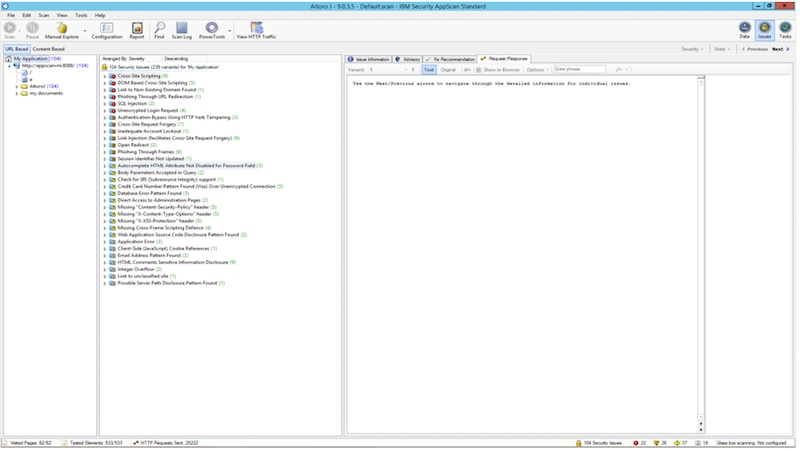 Altoro J - 9.0.3.5 - Default.scan - IBM Security AppScan Standard
File Edit Scan View Tools Help
Scan Pause Manual Explore Configuration Report Find Scan Log PowerTools View HTTP Traffic Data Issues Tasks
URL Based Content Based Severity State Previous Next
My Application (104)
http://appscanvm:8088/ (104)
/
AltoroJ (6)
my documents
Arranged By: Severity Descending
104 Security Issues (239 variants) for 'My Application'
Cross-Site Scripting (9)
DOM Based Cross-Site Scripting (5)
Link to Non-Existing Domain Found (1)
Phishing Through URL Redirection (1)
SQL Injection (2)
Unencrypted Login Request (4)
Authentication Bypass Using HTTP Verb Tampering (3)
Cross-Site Request Forgery (7)
Inadequate Account Lockout (1)
Link Injection (facilitates Cross-Site Request Forgery) (6)
Open Redirect (2)
Phishing Through Frames (6)
Session Identifier Not Updated (1)
Autocomplete HTML Attribute Not Disabled for Password Field (3)
Body Parameters Accepted in Query (2)
Check for SRI (Subresource Integrity) support (1)
Credit Card Number Pattern Found (Visa) Over Unencrypted Connection (5)
Database Error Pattern Found (3)
Direct Access to Administration Pages (2)
Missing "Content-Security-Policy" header (5)
Missing "X-Content-Type-Options" header (5)
Missing "X-XSS-Protection" header (5)
Missing Cross-Frame Scripting Defence (4)
Web Application Source Code Disclosure Pattern Found (2)
Application Error (3)
Client-Side (JavaScript) Cookie References (1)
Email Address Pattern Found (2)
HTML Comments Sensitive Information Disclosure (9)
Integer Overflow (2)
Link to unclassified site (1)
Possible Server Path Disclosure Pattern Found (1)
Issue Information Advisory Fix Recommendation Request/Response
Variant: Test Original Show in Browser Options Enter phrase...
Use the Next/Previous arrows to navigate through the detailed information for individual issues.
Visited Pages: 62/62 Tested Elements: 533/533 HTTP Requests Sent: 25222 104 Security Issues 22 26 37 19 Glass box scanning: Not configured